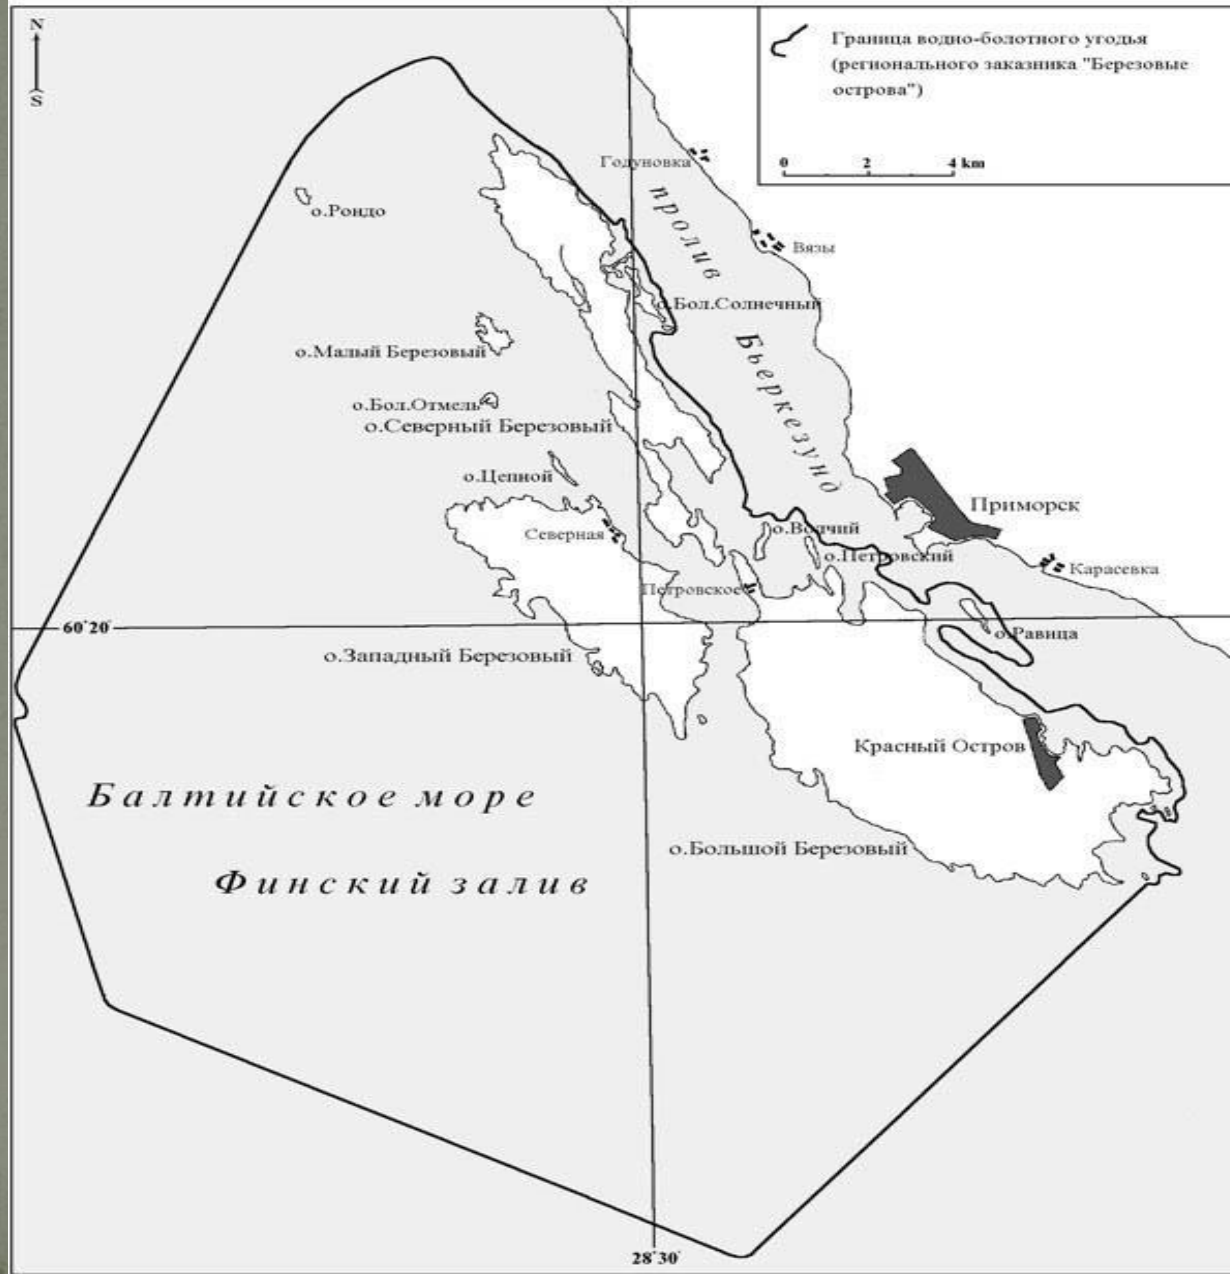 N
S
Граница водно-болотного угодья
(регионального заказника "Березовые
острова")
0 2 4 km
Годуновка
пролив Бьеркезунд
о.Рондо
Вязы
о.Бол.Солнечный
о.Малый Березовый
о.Бол.Отмель
о.Северный Березовый
о.Цепной
Приморск
Северная
о.Волчий
о.Петровский
Карасевка
Петровское
60°20'
о.Равица
о.Западный Березовый
Красный Остров
Балтийское море
о.Большой Березовый
Финский залив
28°30'